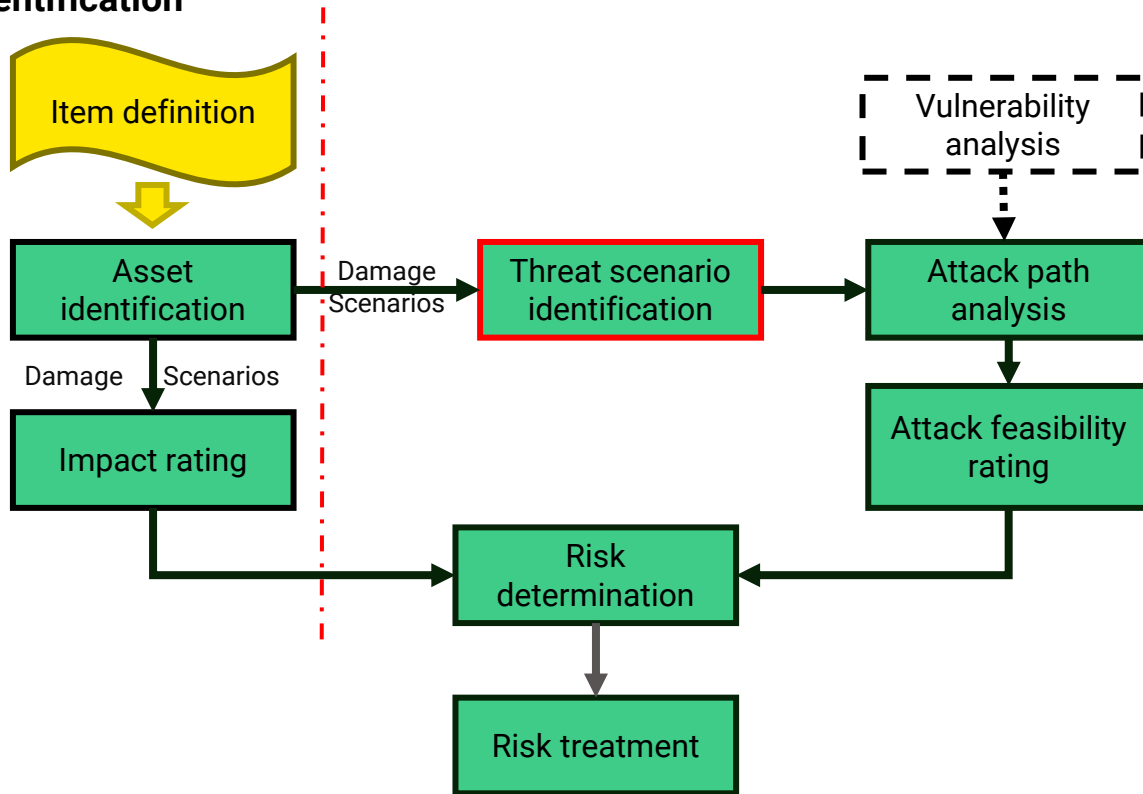 Item definition
Vulnerability
analysis
Asset
identification
Damage
Scenarios
Threat scenario
identification
Attack path
analysis
Damage Scenarios
Impact rating
Attack feasibility
rating
Risk
determination
Risk treatment